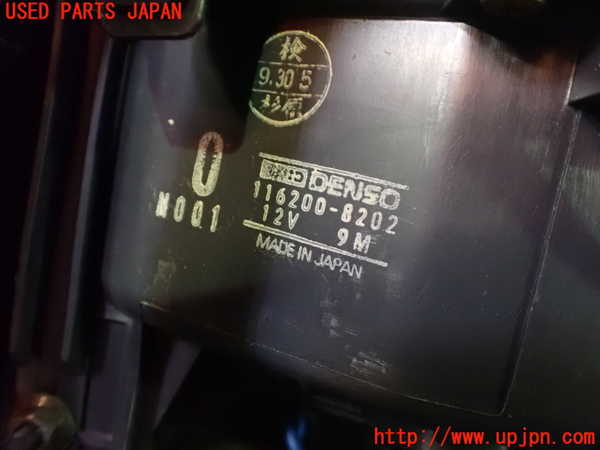 USED PARTS JAPAN
検
9.30 5
杉原
0
M001
DENSO
116200-8202
12V 9M
MADE IN JAPAN
http://www.upjpn.com/